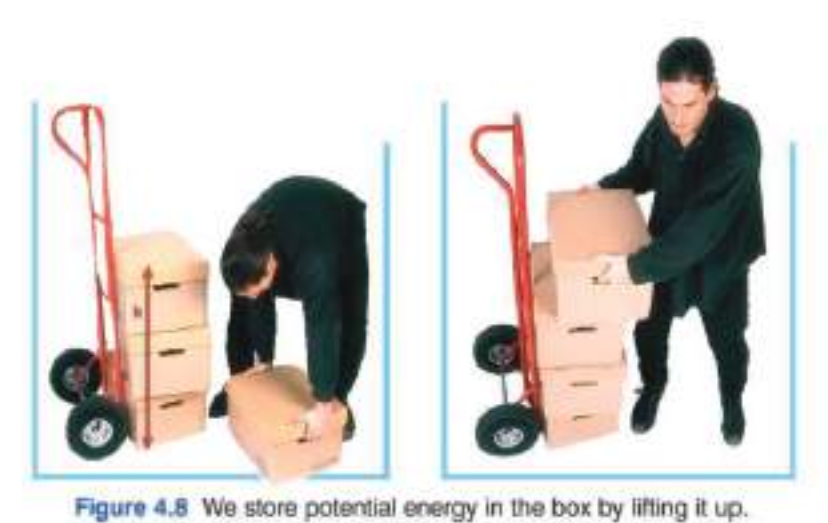 Figure 4.8 We store potential energy in the box by lifting it up.